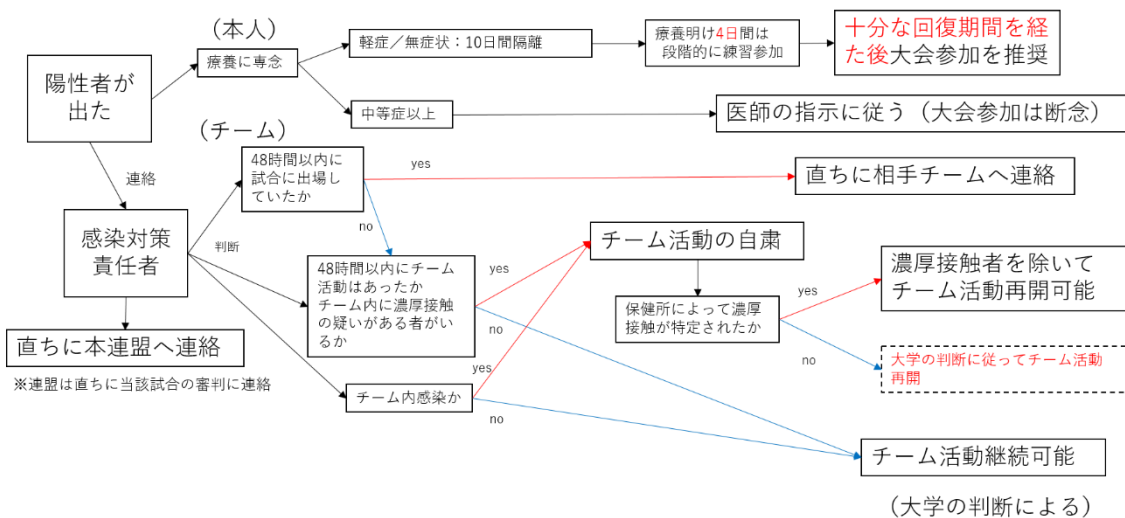 （本人）
陽性者が
出た
療養に専念
軽症／無症状：10日間隔離
療養明け4日間は
段階的に練習参加
十分な回復期間を経
た後大会参加を推奨
中等症以上
医師の指示に従う（大会参加は断念）
（チーム）
連絡
48時間以内に
試合に出場し
ていたか
yes
直ちに相手チームへ連絡
no
感染対策
責任者
判断
48時間以内にチーム
活動はあったか
チーム内に濃厚接触
の疑いがある者がい
るか
yes
no
チーム活動の自粛
保健所によって濃厚
接触が特定されたか
yes
濃厚接触者を除いて
チーム活動再開可能
no
大学の判断に従ってチーム活動
再開
直ちに本連盟へ連絡
※連盟は直ちに当該試合の審判に連絡
チーム内感染か
yes
no
チーム活動継続可能
（大学の判断による）